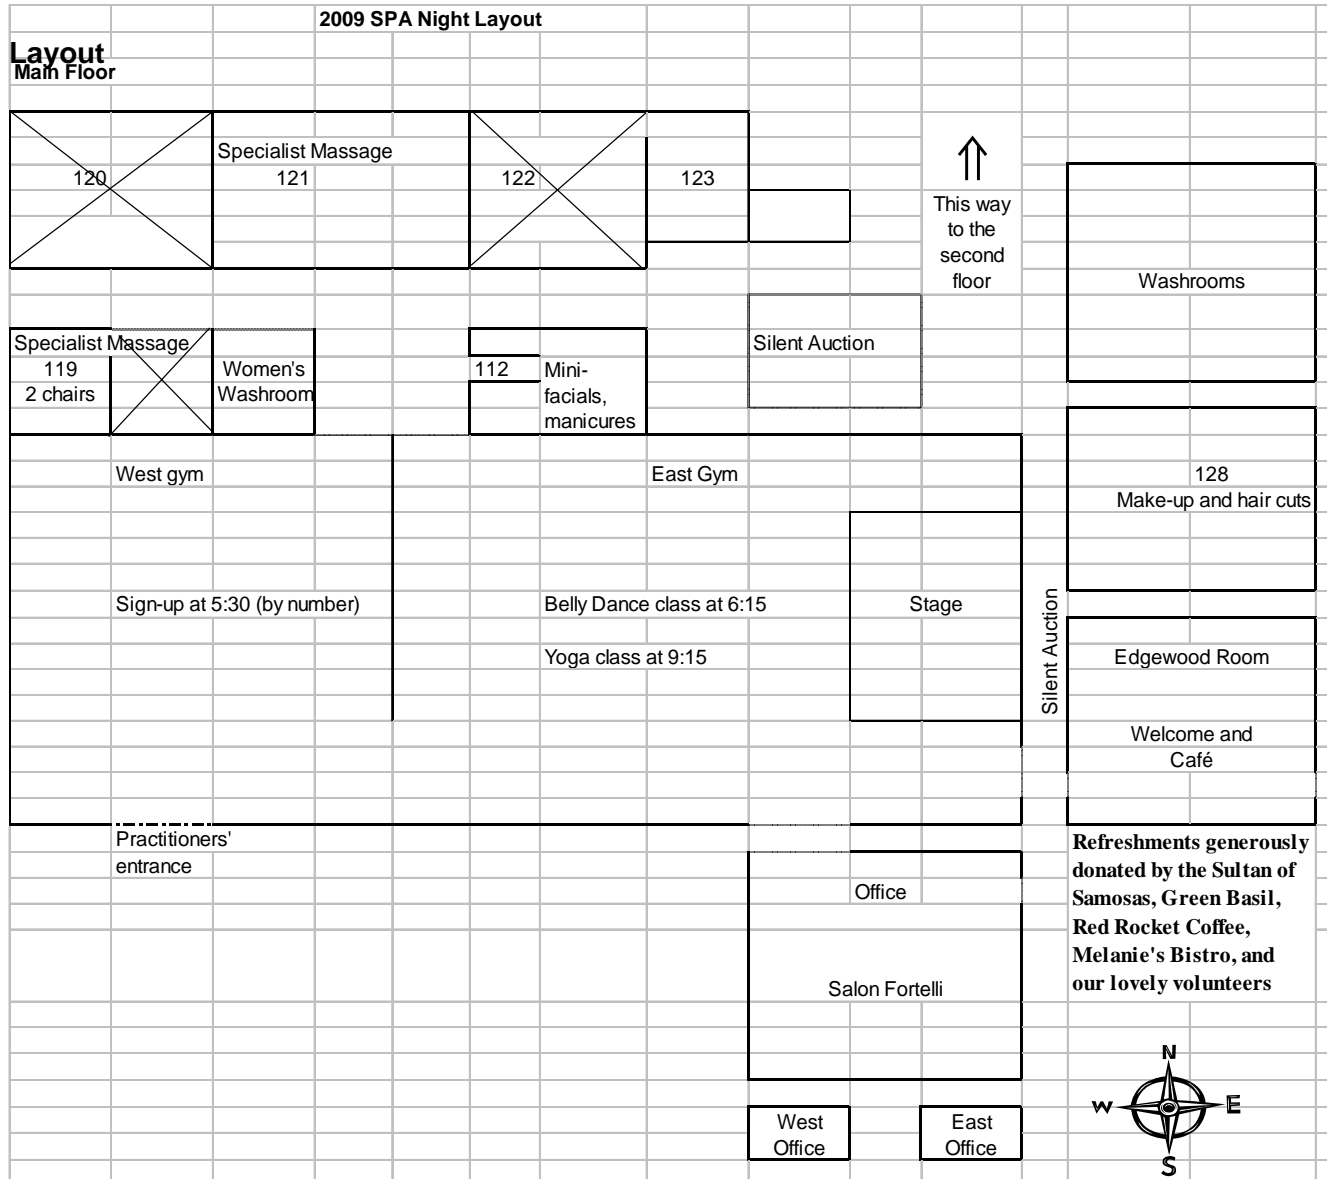 2009 SPA Night Layout
Layout
Main Floor
Specialist Massage
120
121
122
123
This way
to the
second
floor
Washrooms
Specialist Massage
119
2 chairs
Women's
Washroom
112
Mini-
facials,
manicures
Silent Auction
West gym
East Gym
128
Make-up and hair cuts
Sign-up at 5:30 (by number)
Belly Dance class at 6:15
Stage
Silent Auction
Yoga class at 9:15
Edgewood Room
Welcome and
Café
Practitioners'
entrance
Refreshments generously
donated by the Sultan of
Samosas, Green Basil,
Red Rocket Coffee,
Melanie's Bistro, and
our lovely volunteers
Office
Salon Fortelli
West
Office
East
Office
N
W
E
S